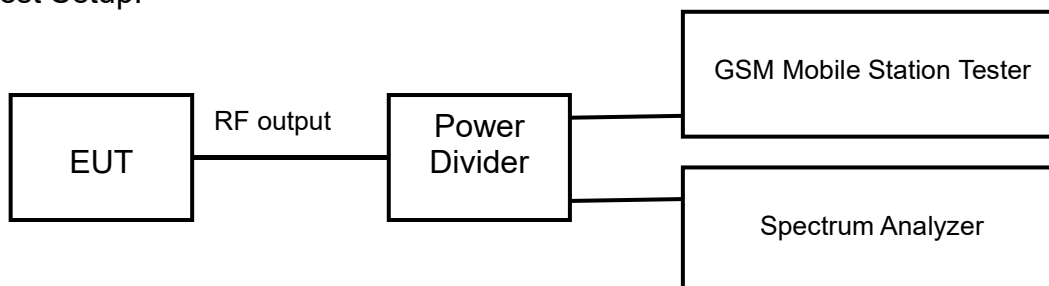 EUT
RF output
Power
Divider
GSM Mobile Station Tester
Spectrum Analyzer